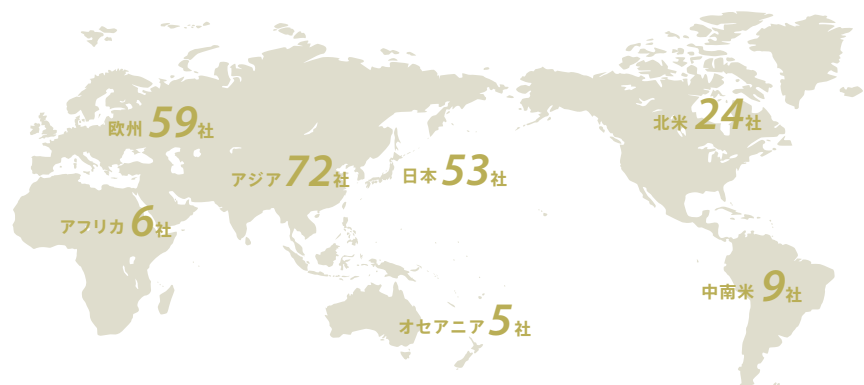 欧州 59社
アジア 72社
日本 53社
北米 24社
アフリカ 6社
中南米 9社
オセアニア 5社